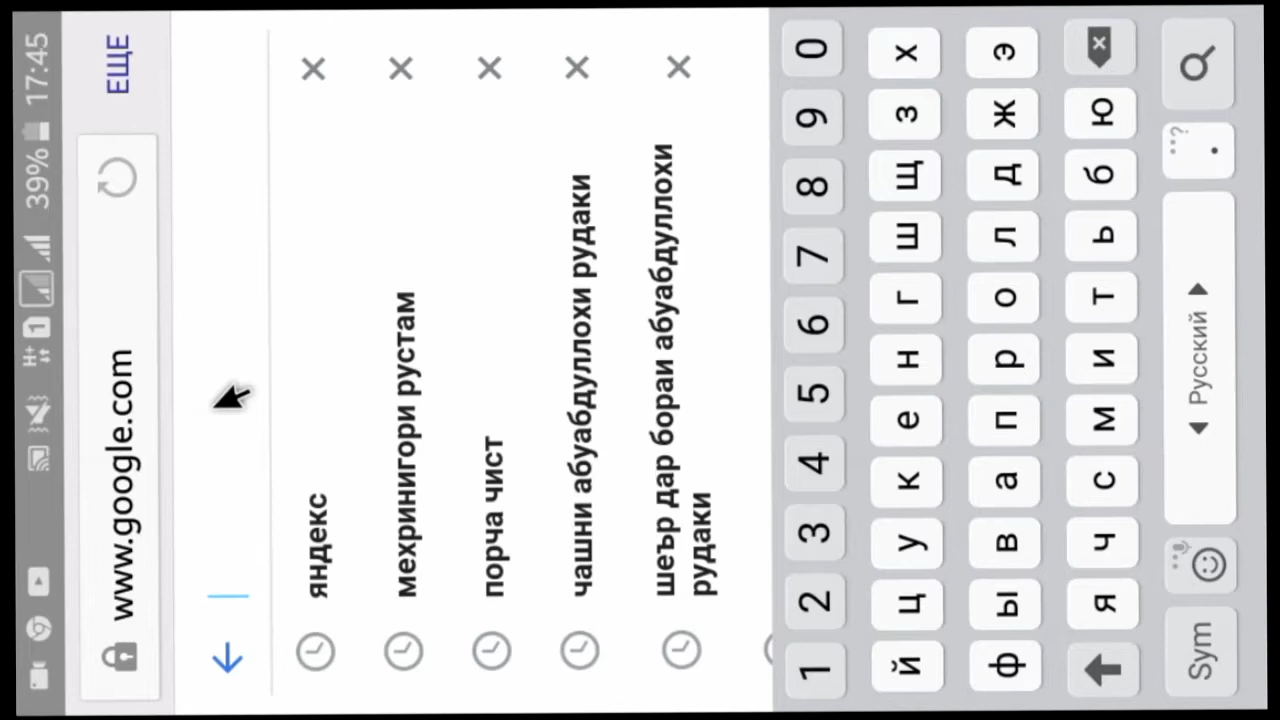 H+ 1 39% 17:45
www.google.com ЕЩЕ
яндекс
мехринигори рустам
порча чист
чашни абуабдуллохи рудаки
шеър дар бораи абуабдуллохи
рудаки
1 2 3 4 5 6 7 8 9 0
й ц у к е н г ш щ з х
ф ы в а п р о л д ж э
я ч с м и т ь б ю
Sym Русский . ?